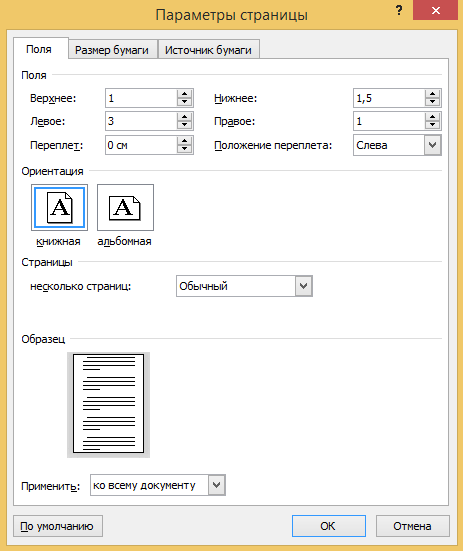 Параметры страницы
?
Поля Размер бумаги Источник бумаги
Поля
Верхнее: 1 Нижнее: 1,5
Левое: 3 Правое: 1
Переплет: 0 см Положение переплета: Слева
Ориентация
A A
книжная альбомная
Страницы
несколько страниц: Обычный
Образец
Применить: ко всему документу
По умолчанию ОК Отмена